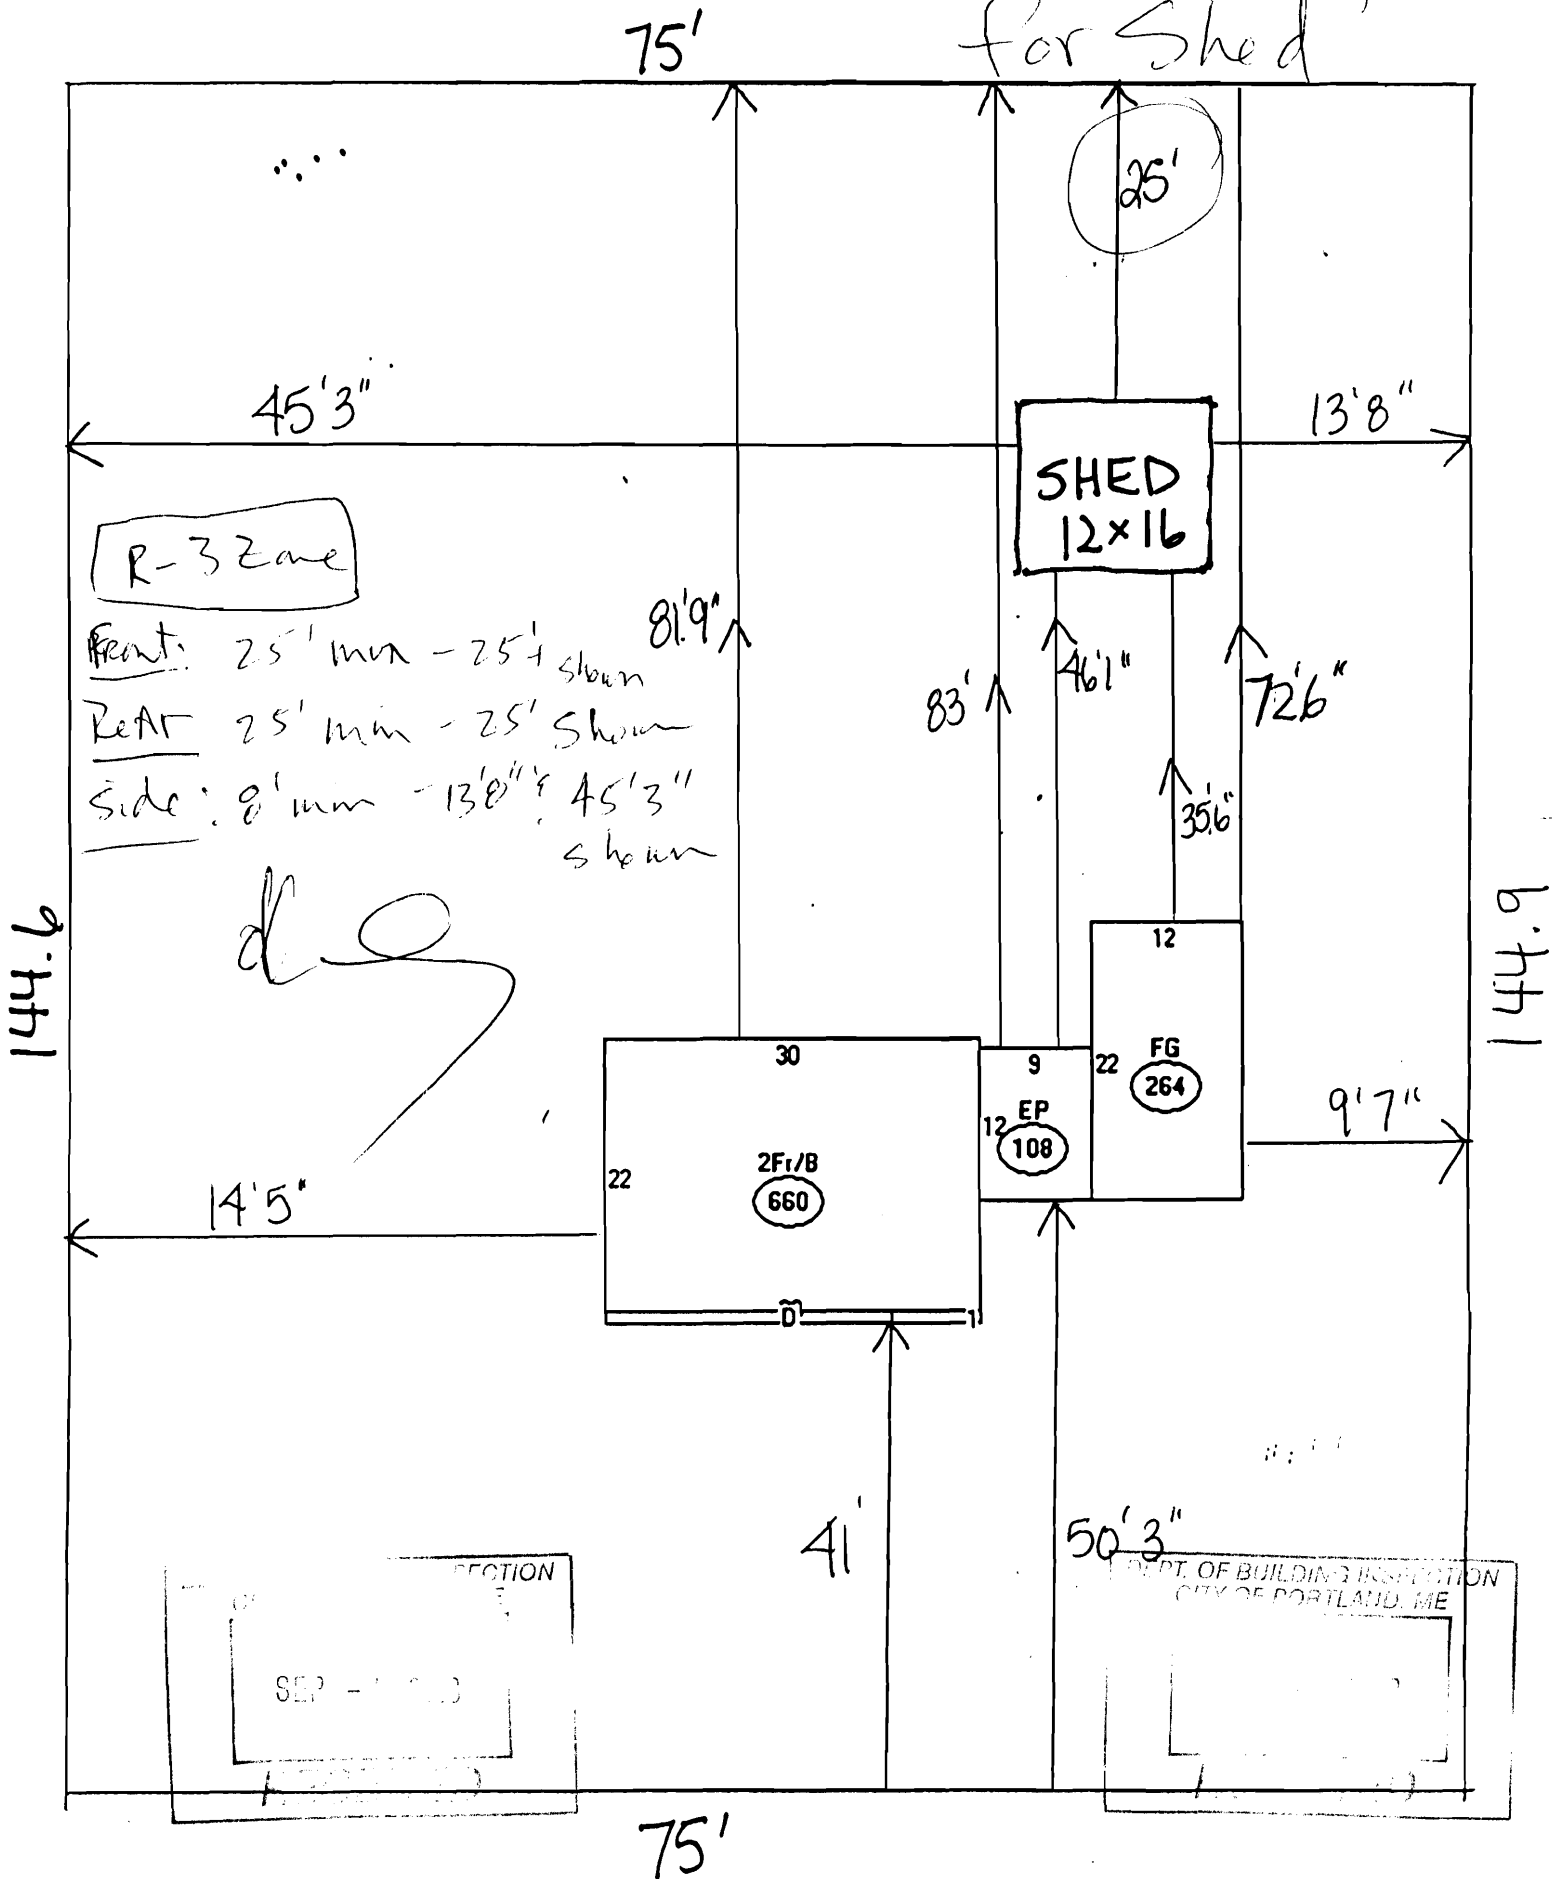 for Shed
75'
25'
45'3"
13'8"
SHED
12×16
R-3 Zone
Front: 25' min - 25'+ shown
81'9"
46'1"
72'6"
Rear 25' min - 25' Shown
83'
Side: 8' min - 13'8" & 45'3"
shown
35'6"
144.6
144.9
12
30
9
22
FG
264
EP
12
108
9'7"
2Fr/B
660
22
14'5"
D
1
41'
50'3"
ECTION
DEPT. OF BUILDING INSPECTION
CITY OF PORTLAND, ME
SEP -
75'